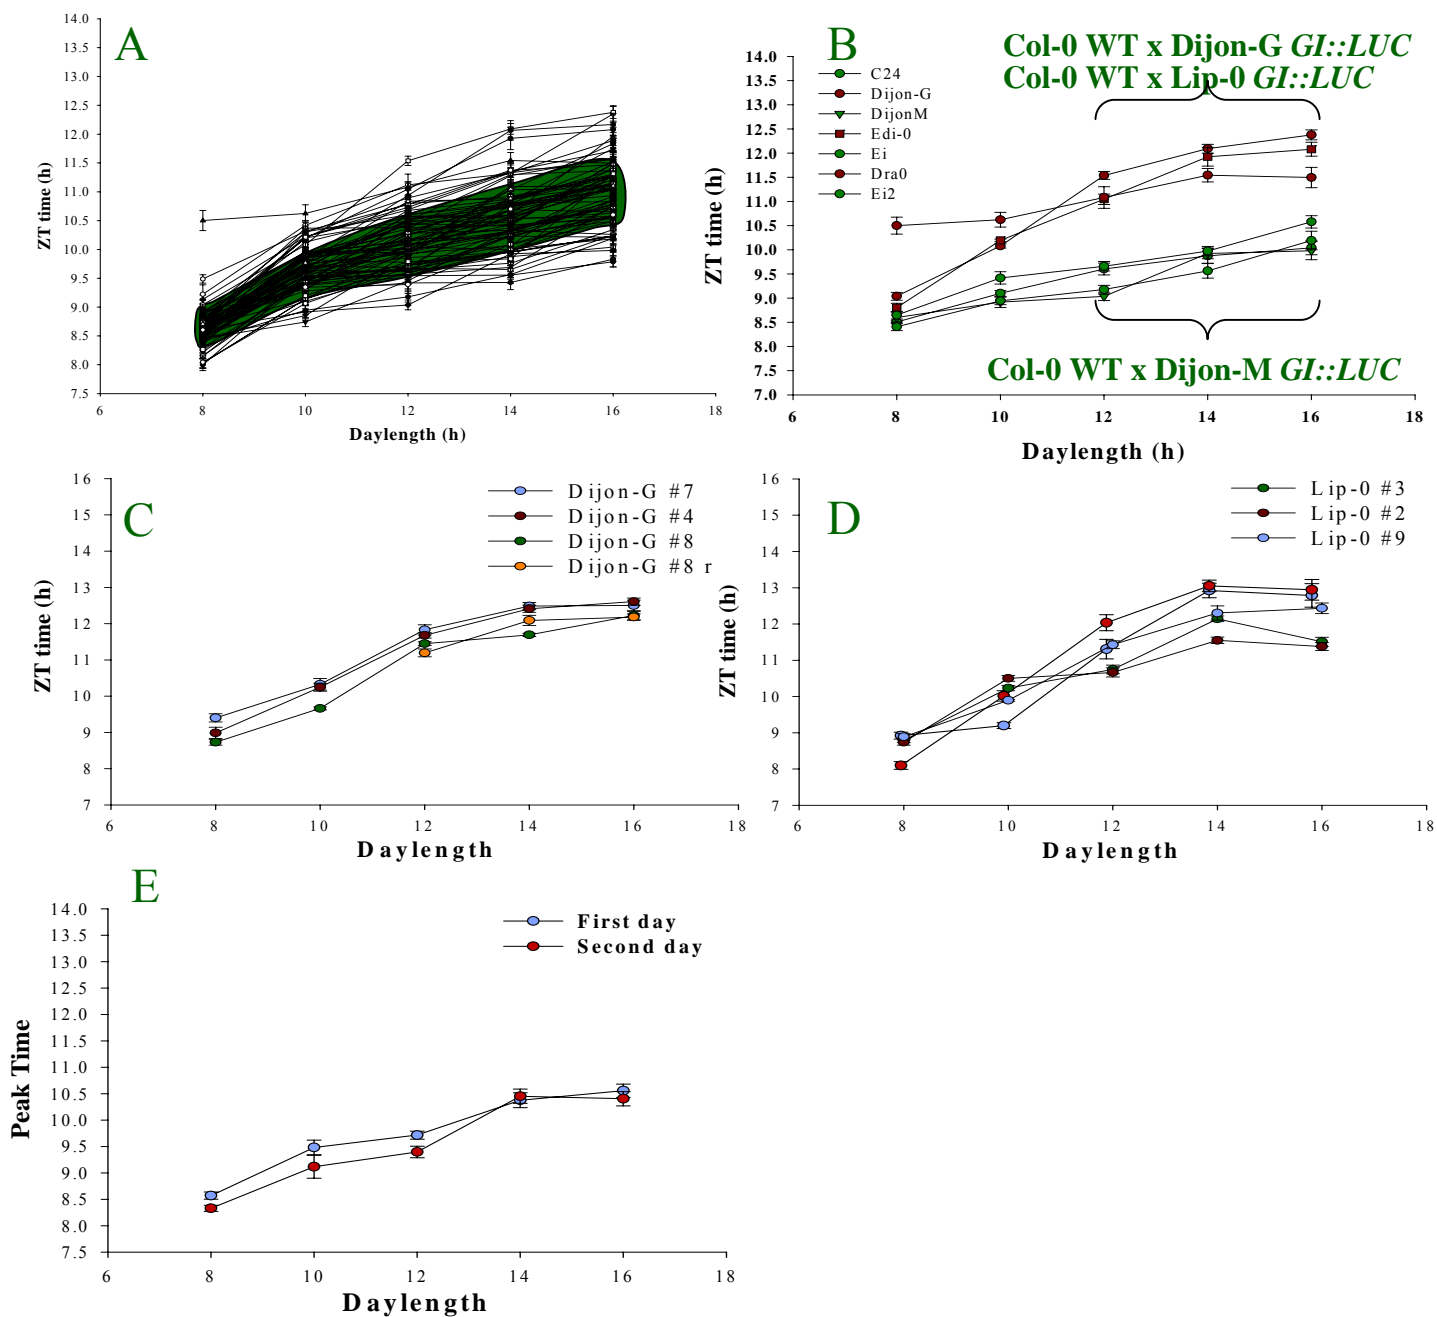 A
14.0
13.5
13.0
12.5
12.0
11.5
11.0
10.5
10.0
9.5
9.0
8.5
8.0
7.5
ZT time (h)
6 8 10 12 14 16 18
Daylength (h)
B
Col-0 WT x Dijon-G GI::LUC
Col-0 WT x Lip-0 GI::LUC
C24
Dijon-G
DijonM
Edi-0
Ei
Dra0
Ei2
14.0
13.5
13.0
12.5
12.0
11.5
11.0
10.5
10.0
9.5
9.0
8.5
8.0
7.5
7.0
ZT time (h)
Col-0 WT x Dijon-M GI::LUC
6 8 10 12 14 16 18
Daylength (h)
C
Dijon-G #7
Dijon-G #4
Dijon-G #8
Dijon-G #8 r
16
15
14
13
12
11
10
9
8
7
ZT time (h)
6 8 10 12 14 16 18
Daylength
D
Lip-0 #3
Lip-0 #2
Lip-0 #9
16
15
14
13
12
11
10
9
8
7
ZT time (h)
6 8 10 12 14 16 18
Daylength
E
First day
Second day
14.0
13.5
13.0
12.5
12.0
11.5
11.0
10.5
10.0
9.5
9.0
8.5
8.0
7.5
Peak Time
6 8 10 12 14 16 18
Daylength